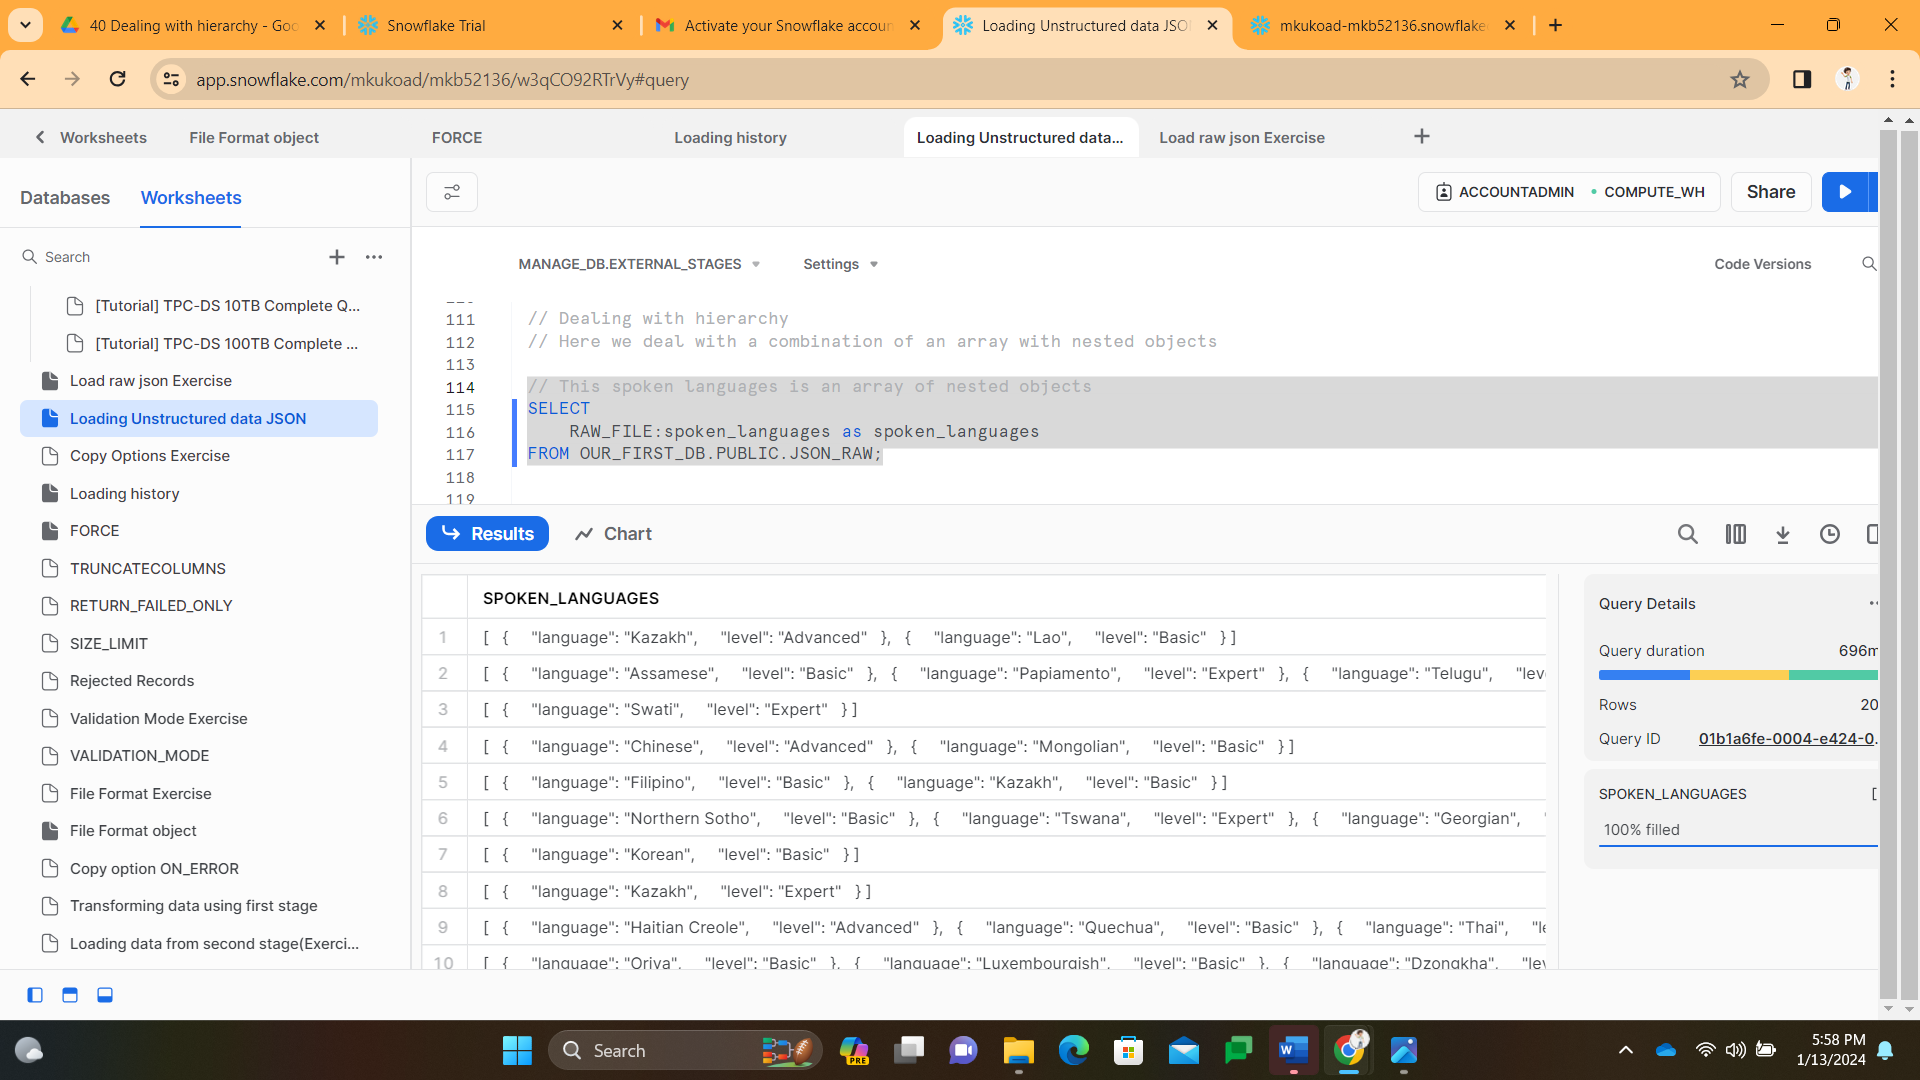 40 Dealing with hierarchy - Goo
Snowflake Trial
Activate your Snowflake accoun
Loading Unstructured data JSO
mkukoad-mkb52136.snowflake
app.snowflake.com/mkukoad/mkb52136/w3qCO92RTrVy#query
Worksheets
File Format object
FORCE
Loading history
Loading Unstructured data...
Load raw json Exercise
Databases
Worksheets
ACCOUNTADMIN
COMPUTE_WH
Share
Search
MANAGE_DB.EXTERNAL_STAGES
Settings
Code Versions
[Tutorial] TPC-DS 10TB Complete Q...
[Tutorial] TPC-DS 100TB Complete ...
Load raw json Exercise
Loading Unstructured data JSON
Copy Options Exercise
Loading history
FORCE
TRUNCATECOLUMNS
RETURN_FAILED_ONLY
SIZE_LIMIT
Rejected Records
Validation Mode Exercise
VALIDATION_MODE
File Format Exercise
File Format object
Copy option ON_ERROR
Transforming data using first stage
Loading data from second stage(Exerci...
111 // Dealing with hierarchy
112 // Here we deal with a combination of an array with nested objects
113
114 // This spoken languages is an array of nested objects
115 SELECT
116 RAW_FILE:spoken_languages as spoken_languages
117 FROM OUR_FIRST_DB.PUBLIC.JSON_RAW;
118
119
Results
Chart
SPOKEN_LANGUAGES
1 [ { "language": "Kazakh", "level": "Advanced" }, { "language": "Lao", "level": "Basic" } ]
2 [ { "language": "Assamese", "level": "Basic" }, { "language": "Papiamento", "level": "Expert" }, { "language": "Telugu", "lev
3 [ { "language": "Swati", "level": "Expert" } ]
4 [ { "language": "Chinese", "level": "Advanced" }, { "language": "Mongolian", "level": "Basic" } ]
5 [ { "language": "Filipino", "level": "Basic" }, { "language": "Kazakh", "level": "Basic" } ]
6 [ { "language": "Northern Sotho", "level": "Basic" }, { "language": "Tswana", "level": "Expert" }, { "language": "Georgian", "
7 [ { "language": "Korean", "level": "Basic" } ]
8 [ { "language": "Kazakh", "level": "Expert" } ]
9 [ { "language": "Haitian Creole", "level": "Advanced" }, { "language": "Quechua", "level": "Basic" }, { "language": "Thai", "le
10 [ { "language": "Oriya", "level": "Basic" }, { "language": "Luxembourgish", "level": "Basic" }, { "language": "Dzongkha", "lev
Query Details
Query duration 696m
Rows 20
Query ID 01b1a6fe-0004-e424-0.
SPOKEN_LANGUAGES [
100% filled
Search
PRE
5:58 PM
1/13/2024